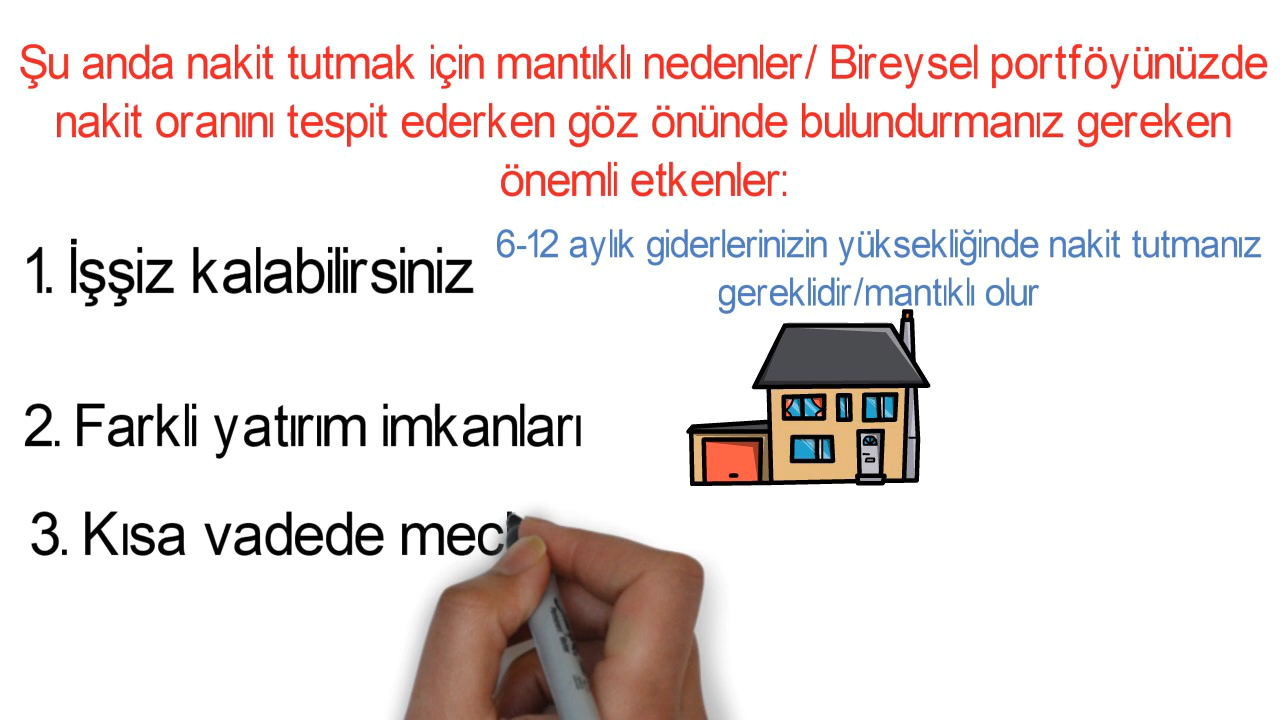 Şu anda nakit tutmak için mantıklı nedenler/ Bireysel portföyünüzde
nakit oranını tespit ederken göz önünde bulundurmanız gereken
önemli etkenler:
1. İşşiz kalabilirsiniz
6-12 aylık giderlerinizin yüksekliğinde nakit tutmanız
gereklidir/mantıklı olur
2. Farkli yatırım imkanları
3. Kısa vadede